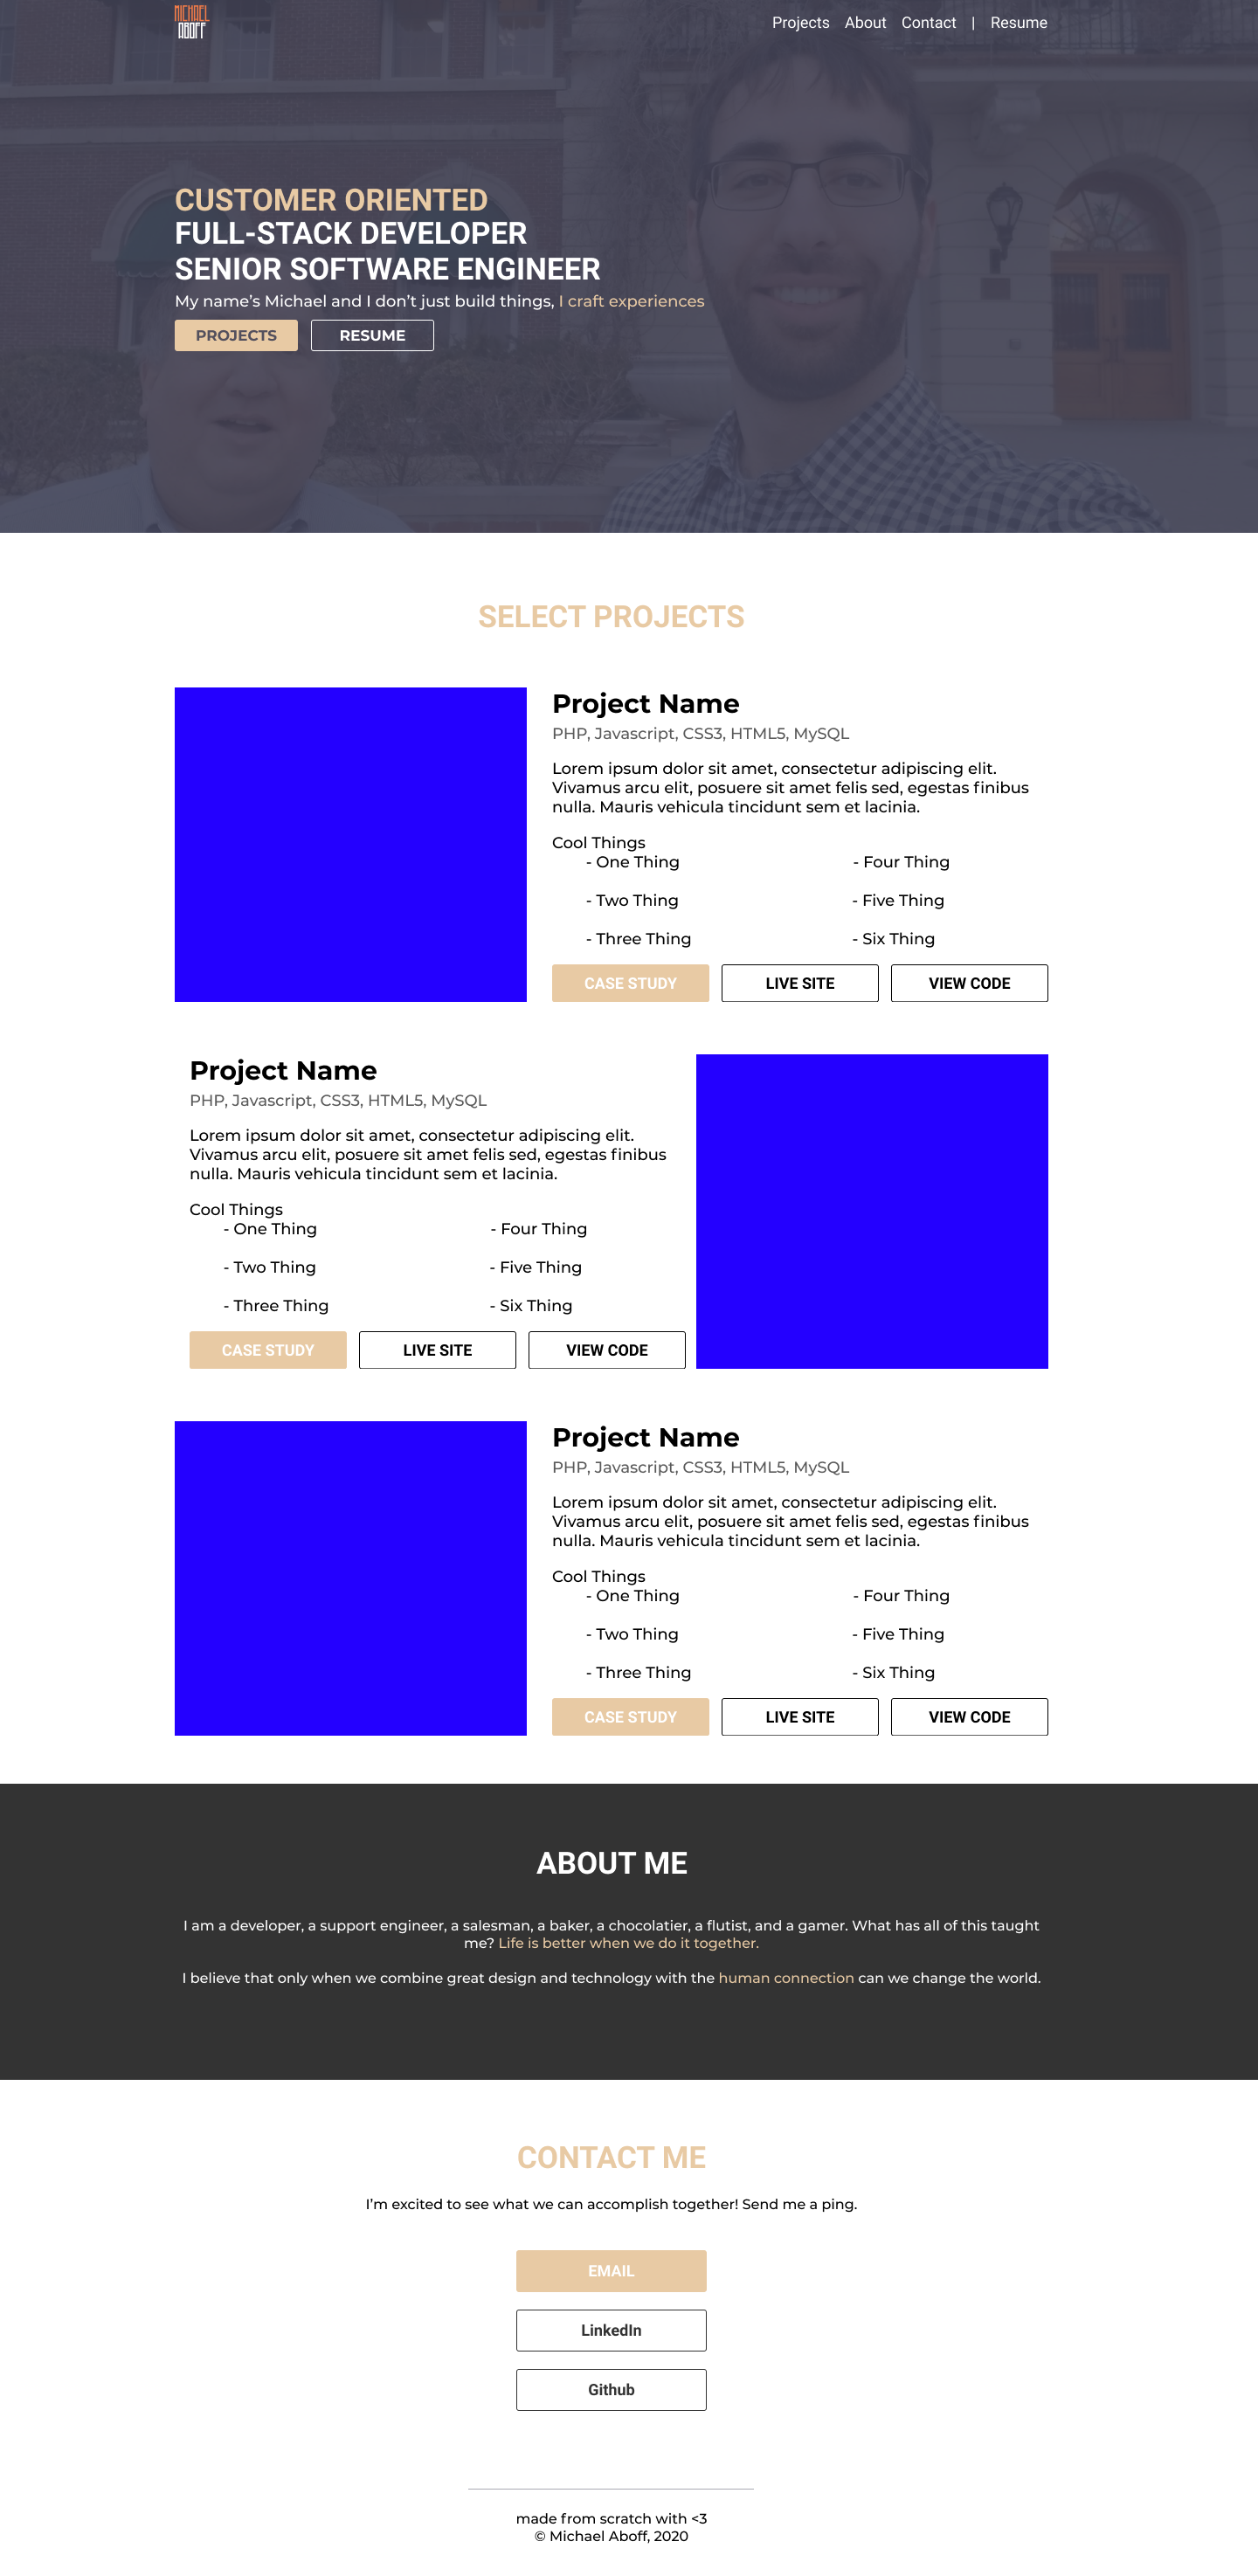 MICHAEL
ABOFF
Projects About Contact | Resume
CUSTOMER ORIENTED
FULL-STACK DEVELOPER
SENIOR SOFTWARE ENGINEER
My name’s Michael and I don’t just build things, I craft experiences
PROJECTS RESUME
SELECT PROJECTS
Project Name
PHP, Javascript, CSS3, HTML5, MySQL
Lorem ipsum dolor sit amet, consectetur adipiscing elit.
Vivamus arcu elit, posuere sit amet felis sed, egestas finibus
nulla. Mauris vehicula tincidunt sem et lacinia.
Cool Things
- One Thing - Four Thing
- Two Thing - Five Thing
- Three Thing - Six Thing
CASE STUDY LIVE SITE VIEW CODE
Project Name
PHP, Javascript, CSS3, HTML5, MySQL
Lorem ipsum dolor sit amet, consectetur adipiscing elit.
Vivamus arcu elit, posuere sit amet felis sed, egestas finibus
nulla. Mauris vehicula tincidunt sem et lacinia.
Cool Things
- One Thing - Four Thing
- Two Thing - Five Thing
- Three Thing - Six Thing
CASE STUDY LIVE SITE VIEW CODE
Project Name
PHP, Javascript, CSS3, HTML5, MySQL
Lorem ipsum dolor sit amet, consectetur adipiscing elit.
Vivamus arcu elit, posuere sit amet felis sed, egestas finibus
nulla. Mauris vehicula tincidunt sem et lacinia.
Cool Things
- One Thing - Four Thing
- Two Thing - Five Thing
- Three Thing - Six Thing
CASE STUDY LIVE SITE VIEW CODE
ABOUT ME
I am a developer, a support engineer, a salesman, a baker, a chocolatier, a flutist, and a gamer. What has all of this taught
me? Life is better when we do it together.
I believe that only when we combine great design and technology with the human connection can we change the world.
CONTACT ME
I’m excited to see what we can accomplish together! Send me a ping.
EMAIL
LinkedIn
Github
made from scratch with <3
© Michael Aboff, 2020